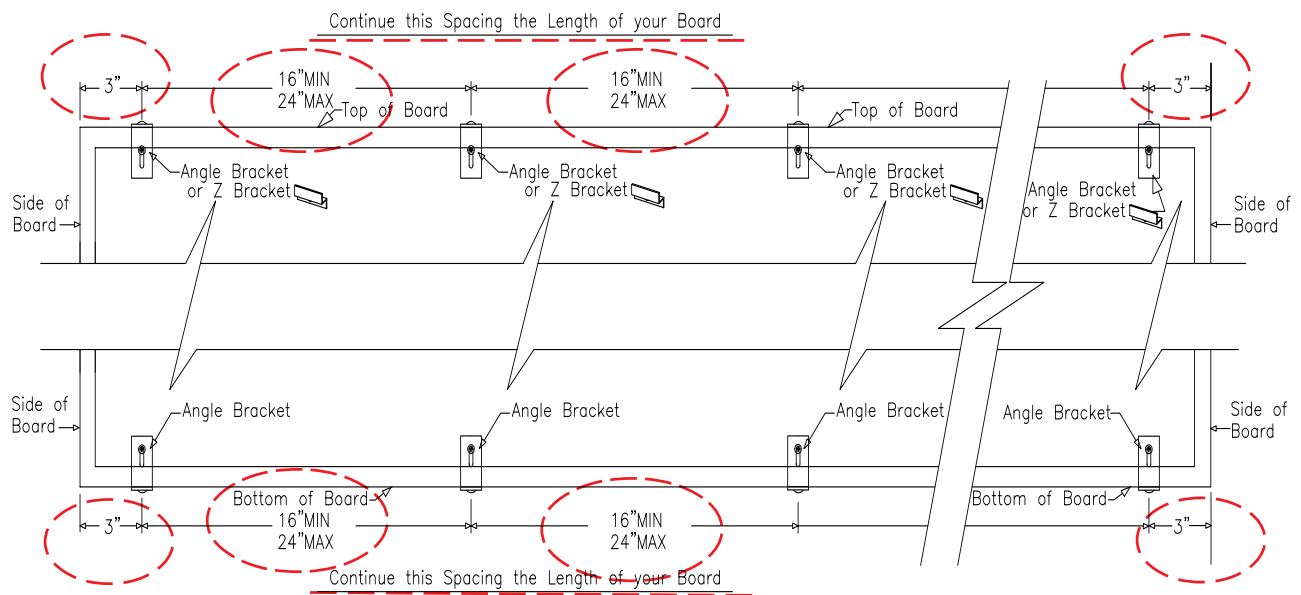 Continue this Spacing the Length of your Board
3"
16"MIN
24"MAX
16"MIN
24"MAX
3"
Top of Board
Top of Board
Angle Bracket
or Z Bracket
Angle Bracket
or Z Bracket
Angle Bracket
or Z Bracket
Angle Bracket
or Z Bracket
Side of
Board
Side of
Board
Side of
Board
Angle Bracket
Angle Bracket
Angle Bracket
Angle Bracket
Side of
Board
Bottom of Board
Bottom of Board
3"
16"MIN
24"MAX
16"MIN
24"MAX
3"
Continue this Spacing the Length of your Board